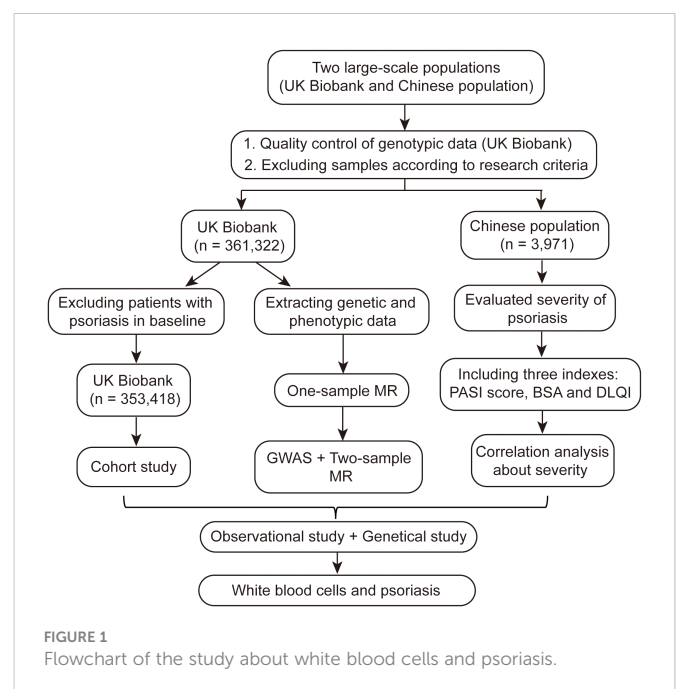 Two large-scale populations
(UK Biobank and Chinese population)
1. Quality control of genotypic data (UK Biobank)
2. Excluding samples according to research criteria
UK Biobank
(n = 361,322)
Chinese population
(n = 3,971)
Excluding patients with
psoriasis in baseline
Extracting genetic and
phenotypic data
Evaluated severity of
psoriasis
UK Biobank
(n = 353,418)
One-sample MR
Including three indexes:
PASI score, BSA and DLQI
Cohort study
GWAS + Two-sample
MR
Correlation analysis
about severity
Observational study + Genetical study
White blood cells and psoriasis
FIGURE 1
Flowchart of the study about white blood cells and psoriasis.